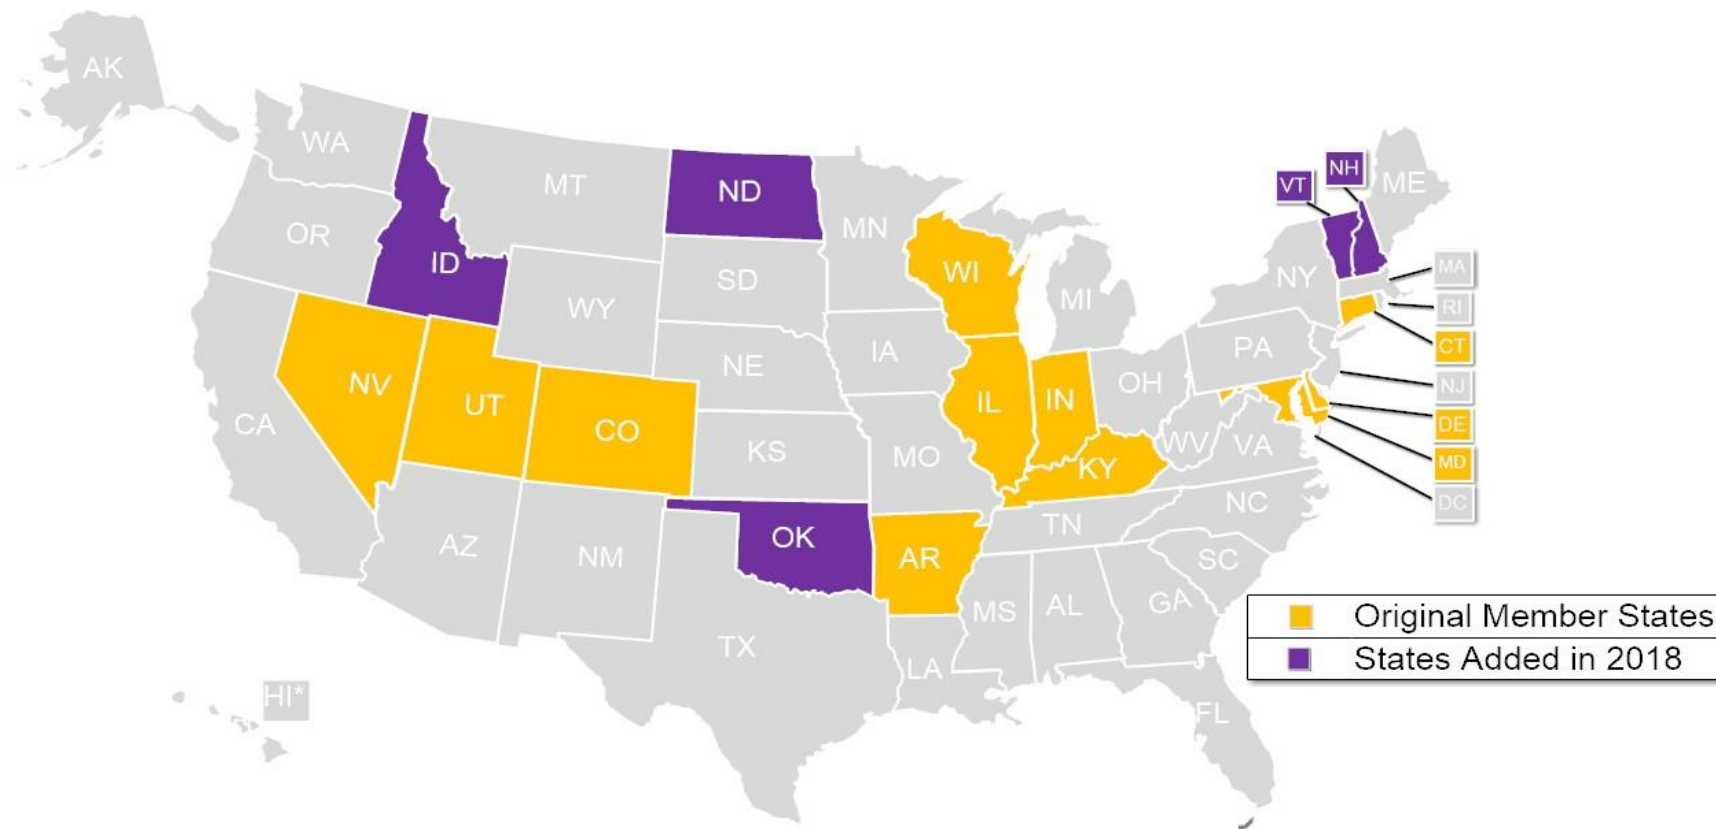 AK
WA
MT
ND
MN
VT
NH
ME
OR
ID
WY
SD
WI
MI
NY
MA
RI
CT
NJ
DE
MD
DC
NV
UT
CO
NE
IA
IL
IN
OH
PA
CA
KS
MO
KY
WV
VA
AZ
NM
OK
AR
TN
NC
SC
TX
LA
MS
AL
GA
FL
HI*
Original Member States
States Added in 2018